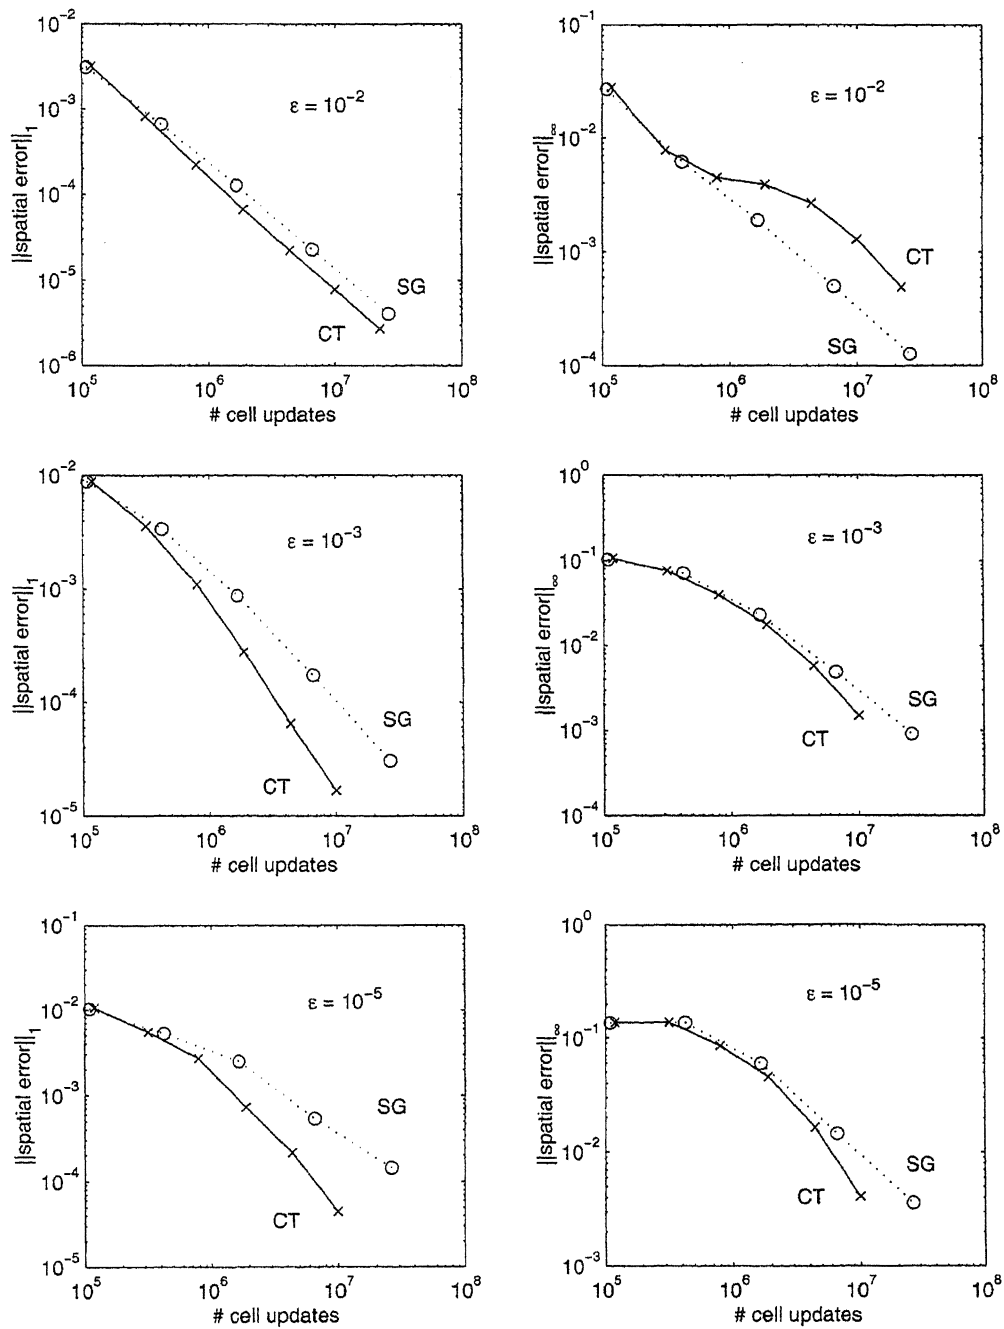 10^-2
10^-3
10^-4
10^-5
10^-6
||spatial error||_1
ε = 10^-2
SG
CT
10^5 10^6 10^7 10^8
# cell updates
10^-1
10^-2
10^-3
10^-4
||spatial error||_∞
ε = 10^-2
CT
SG
10^5 10^6 10^7 10^8
# cell updates
10^-2
10^-3
10^-4
10^-5
||spatial error||_1
ε = 10^-3
SG
CT
10^5 10^6 10^7 10^8
# cell updates
10^0
10^-1
10^-2
10^-3
10^-4
||spatial error||_∞
ε = 10^-3
SG
CT
10^5 10^6 10^7 10^8
# cell updates
10^-1
10^-2
10^-3
10^-4
10^-5
||spatial error||_1
ε = 10^-5
SG
CT
10^5 10^6 10^7 10^8
# cell updates
10^0
10^-1
10^-2
10^-3
||spatial error||_∞
ε = 10^-5
SG
CT
10^5 10^6 10^7 10^8
# cell updates